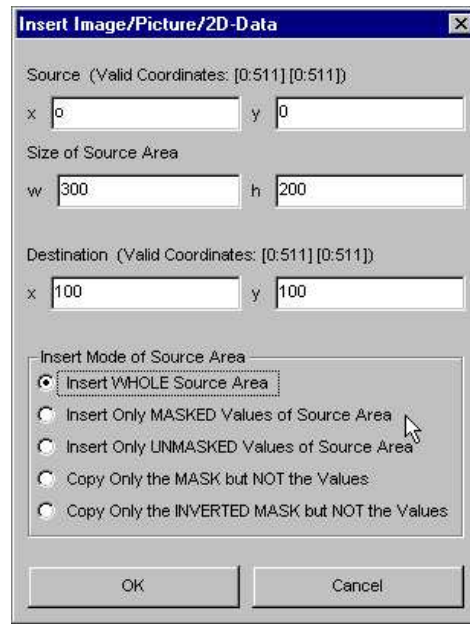 Insert Image/Picture/2D-Data
Source (Valid Coordinates: [0:511] [0:511])
x o y 0
Size of Source Area
w 300 h 200
Destination (Valid Coordinates: [0:511] [0:511])
x 100 y 100
Insert Mode of Source Area
Insert WHOLE Source Area
Insert Only MASKED Values of Source Area
Insert Only UNMASKED Values of Source Area
Copy Only the MASK but NOT the Values
Copy Only the INVERTED MASK but NOT the Values
OK Cancel